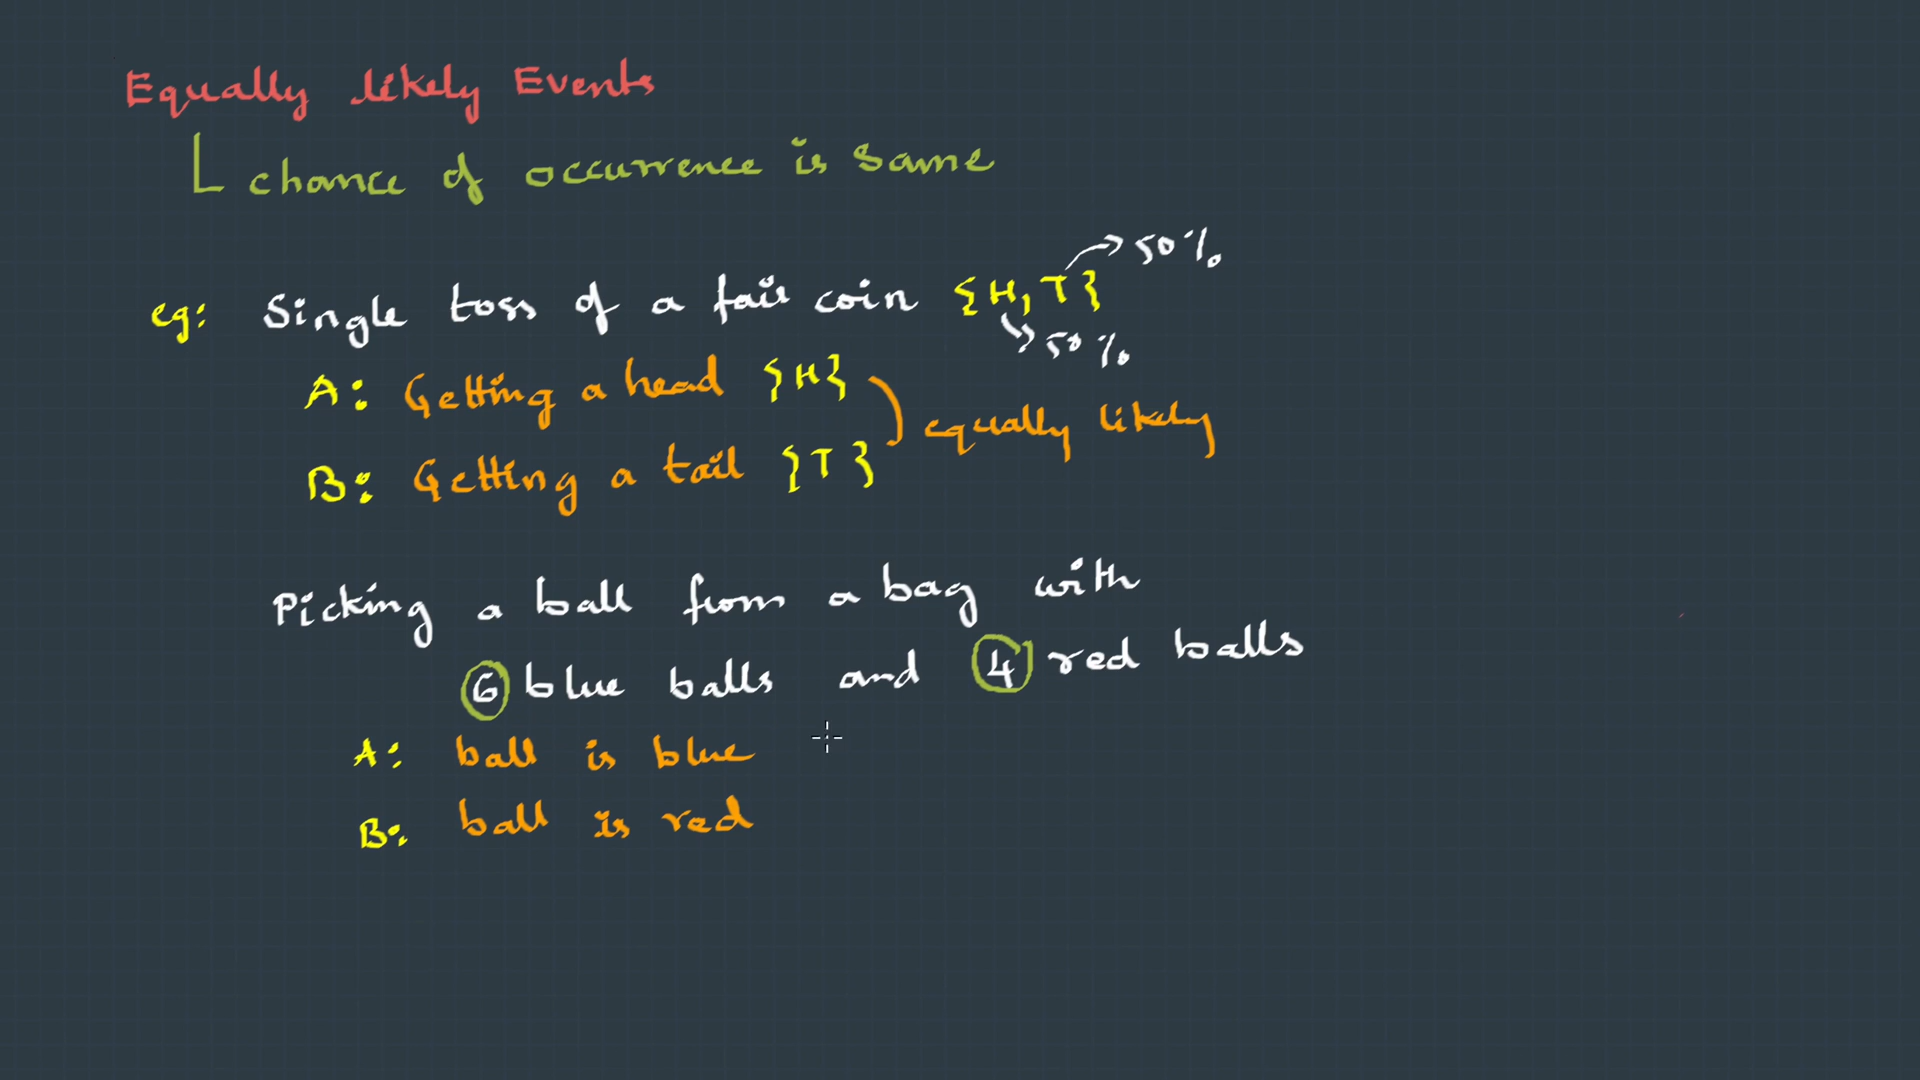 Equally likely Events
chance of occurrence is same
50%
eg: Single toss of a fair coin {H, T}
50%
A: Getting a head {H}
equally likely
B: Getting a tail {T}
Picking a ball from a bag with
6 blue balls and 4 red balls
A: ball is blue
B: ball is red